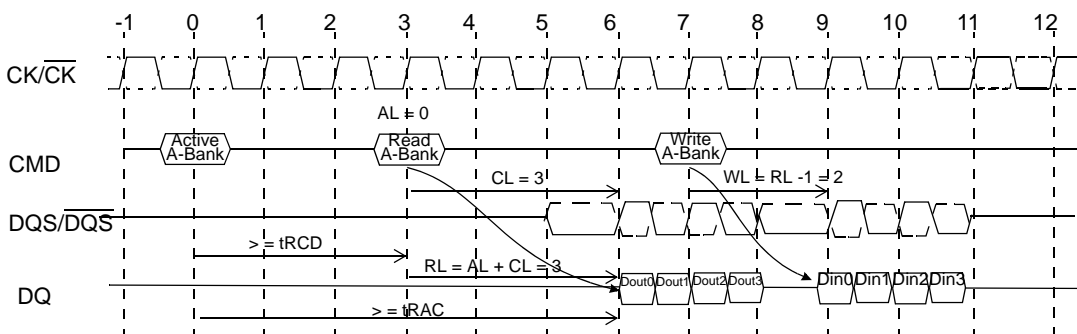 -1 0 1 2 3 4 5 6 7 8 9 10 11 12
CK/CK
AL = 0
CMD
Active
A-Bank
Read
A-Bank
Write
A-Bank
CL = 3
WL = RL -1 = 2
DQS/DQS
> = tRCD
RL = AL + CL = 3
DQ
Dout0 Dout1 Dout2 Dout3
Din0 Din1 Din2 Din3
> = tRAC